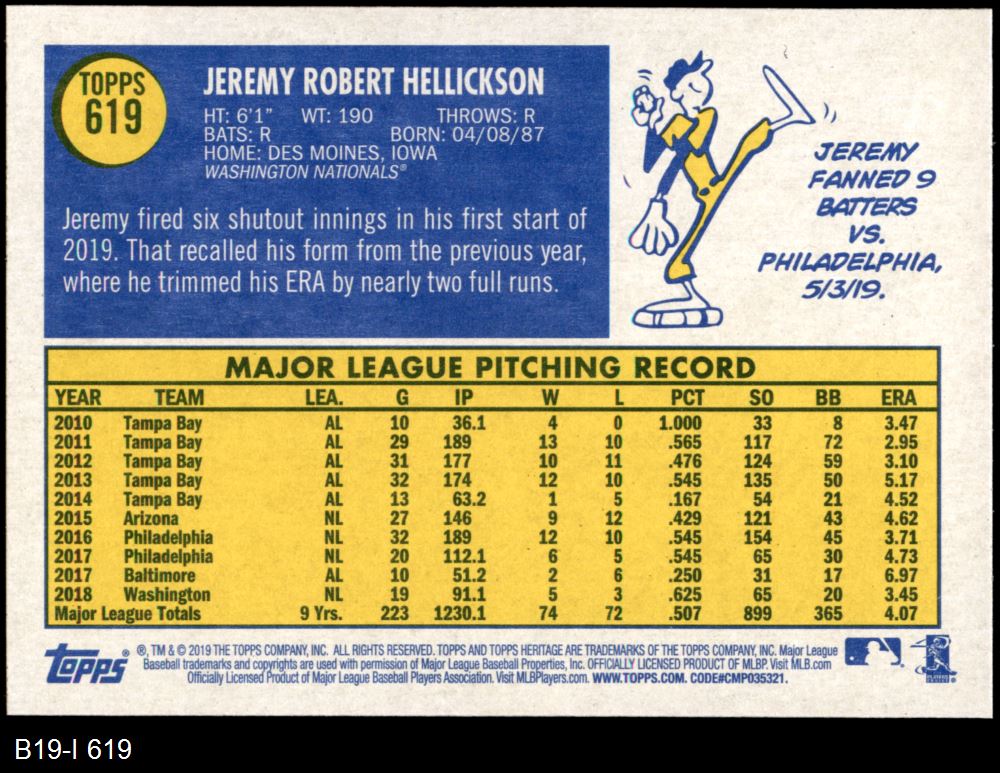 TOPPS
619
JEREMY ROBERT HELLICKSON
HT: 6'1" WT: 190 THROWS: R
BATS: R BORN: 04/08/87
HOME: DES MOINES, IOWA
WASHINGTON NATIONALS®
Jeremy fired six shutout innings in his first start of
2019. That recalled his form from the previous year,
where he trimmed his ERA by nearly two full runs.
JEREMY
FANNED 9
BATTERS
VS.
PHILADELPHIA,
5/3/19.
MAJOR LEAGUE PITCHING RECORD
YEAR TEAM LEA. G IP W L PCT SO BB ERA
2010 Tampa Bay AL 10 36.1 4 0 1.000 33 8 3.47
2011 Tampa Bay AL 29 189 13 10 .565 117 72 2.95
2012 Tampa Bay AL 31 177 10 11 .476 124 59 3.10
2013 Tampa Bay AL 32 174 12 10 .545 135 50 5.17
2014 Tampa Bay AL 13 63.2 1 5 .167 54 21 4.52
2015 Arizona NL 27 146 9 12 .429 121 43 4.62
2016 Philadelphia NL 32 189 12 10 .545 154 45 3.71
2017 Philadelphia NL 20 112.1 6 5 .545 65 30 4.73
2017 Baltimore AL 10 51.2 2 6 .250 31 17 6.97
2018 Washington NL 19 91.1 5 3 .625 65 20 3.45
Major League Totals 9 Yrs. 223 1230.1 74 72 .507 899 365 4.07
Topps®
®, TM & © 2019 THE TOPPS COMPANY, INC. ALL RIGHTS RESERVED. TOPPS AND TOPPS HERITAGE ARE TRADEMARKS OF THE TOPPS COMPANY, INC. Major League
Baseball trademarks and copyrights are used with permission of Major League Baseball Properties, Inc. OFFICIALLY LICENSED PRODUCT OF MLBP. Visit MLB.com
Officially Licensed Product of Major League Baseball Players Association. Visit MLBPlayers.com. WWW.TOPPS.COM. CODE#CMP035321.
B19-I 619